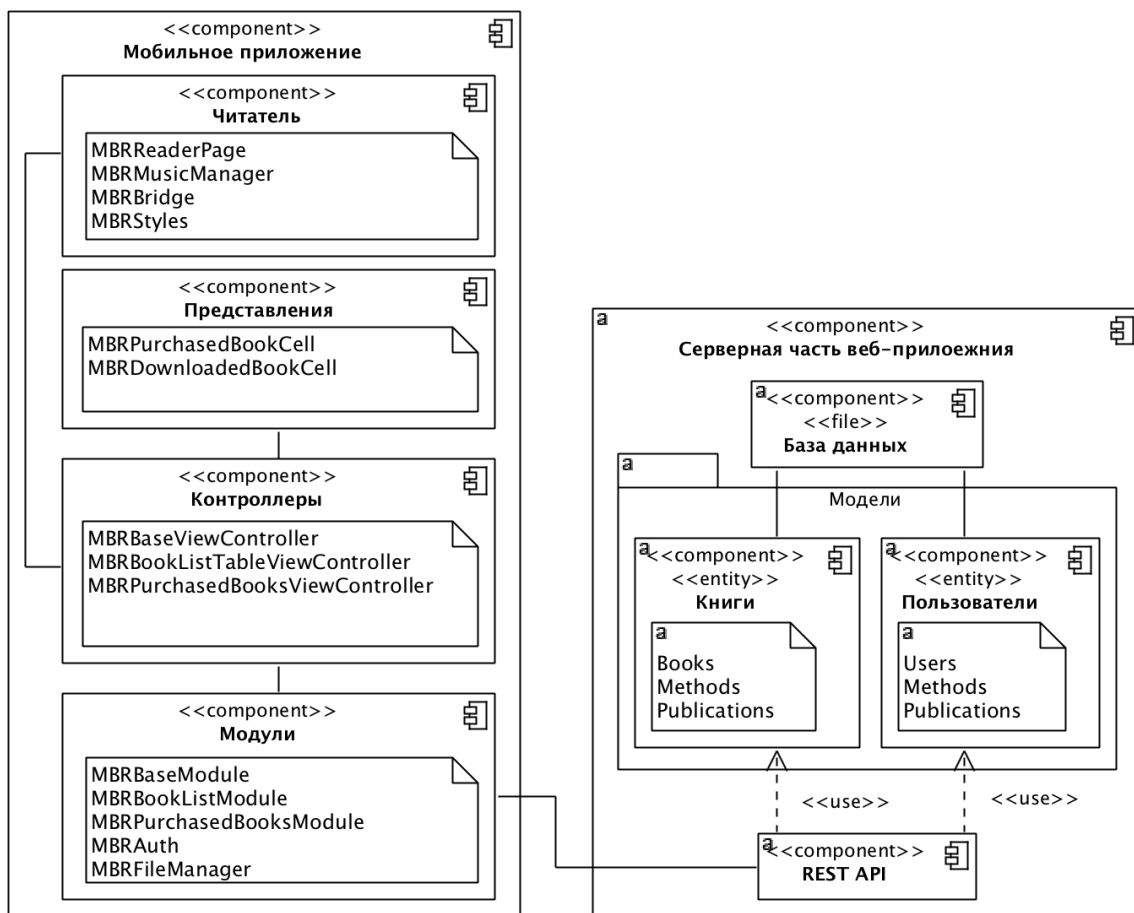 <<component>>
Мобильное приложение
<<component>>
Читатель
MBRReaderPage
MBRMusicManager
MBRBridge
MBRStyles
<<component>>
Представления
MBRPurchasedBookCell
MBRDownloadedBookCell
<<component>>
Контроллеры
MBRBaseViewController
MBRBookListTableViewController
MBRPurchasedBooksViewController
<<component>>
Модули
MBRBaseModule
MBRBookListModule
MBRPurchasedBooksModule
MBRAuth
MBRFileManager
a
<<component>>
Серверная часть веб-прилоежния
a
<<component>>
<<file>>
База данных
a
Модели
a
<<component>>
<<entity>>
Книги
a
Books
Methods
Publications
a
<<component>>
<<entity>>
Пользователи
a
Users
Methods
Publications
<<use>>
<<use>>
a
<<component>>
REST API